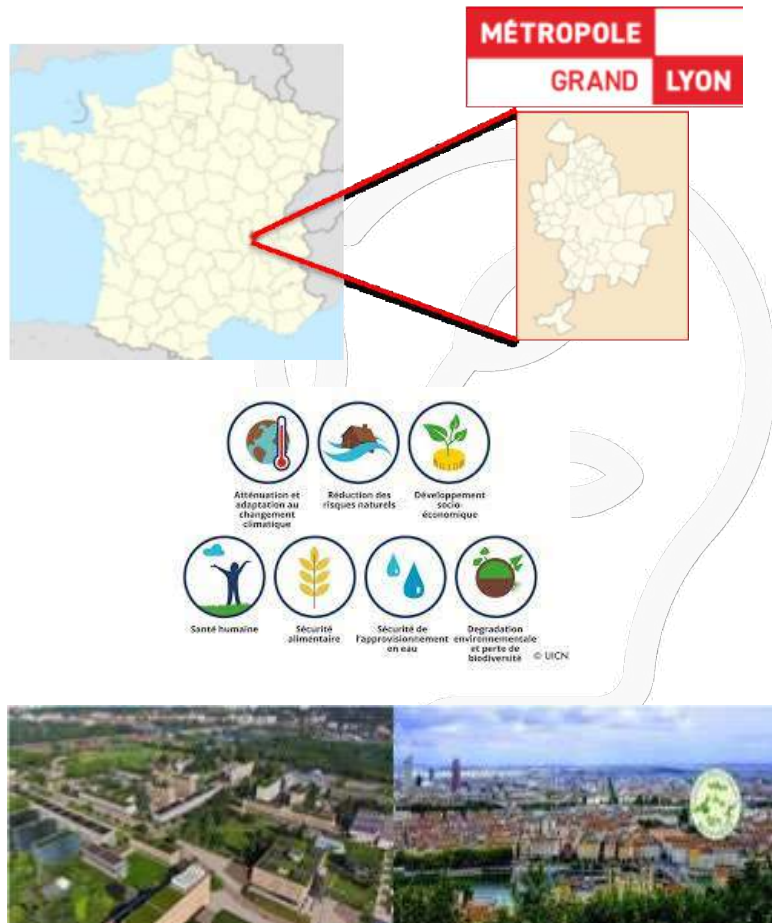 MÉTROPOLE
GRAND LYON
Atténuation et
adaptation au
changement
climatique
Réduction des
risques naturels
Développement
socio-
économique
Santé humaine
Sécurité
alimentaire
Sécurité de
l'approvisionnement
en eau
Degradation
environnementale
et perte de
biodiversité
© UICN